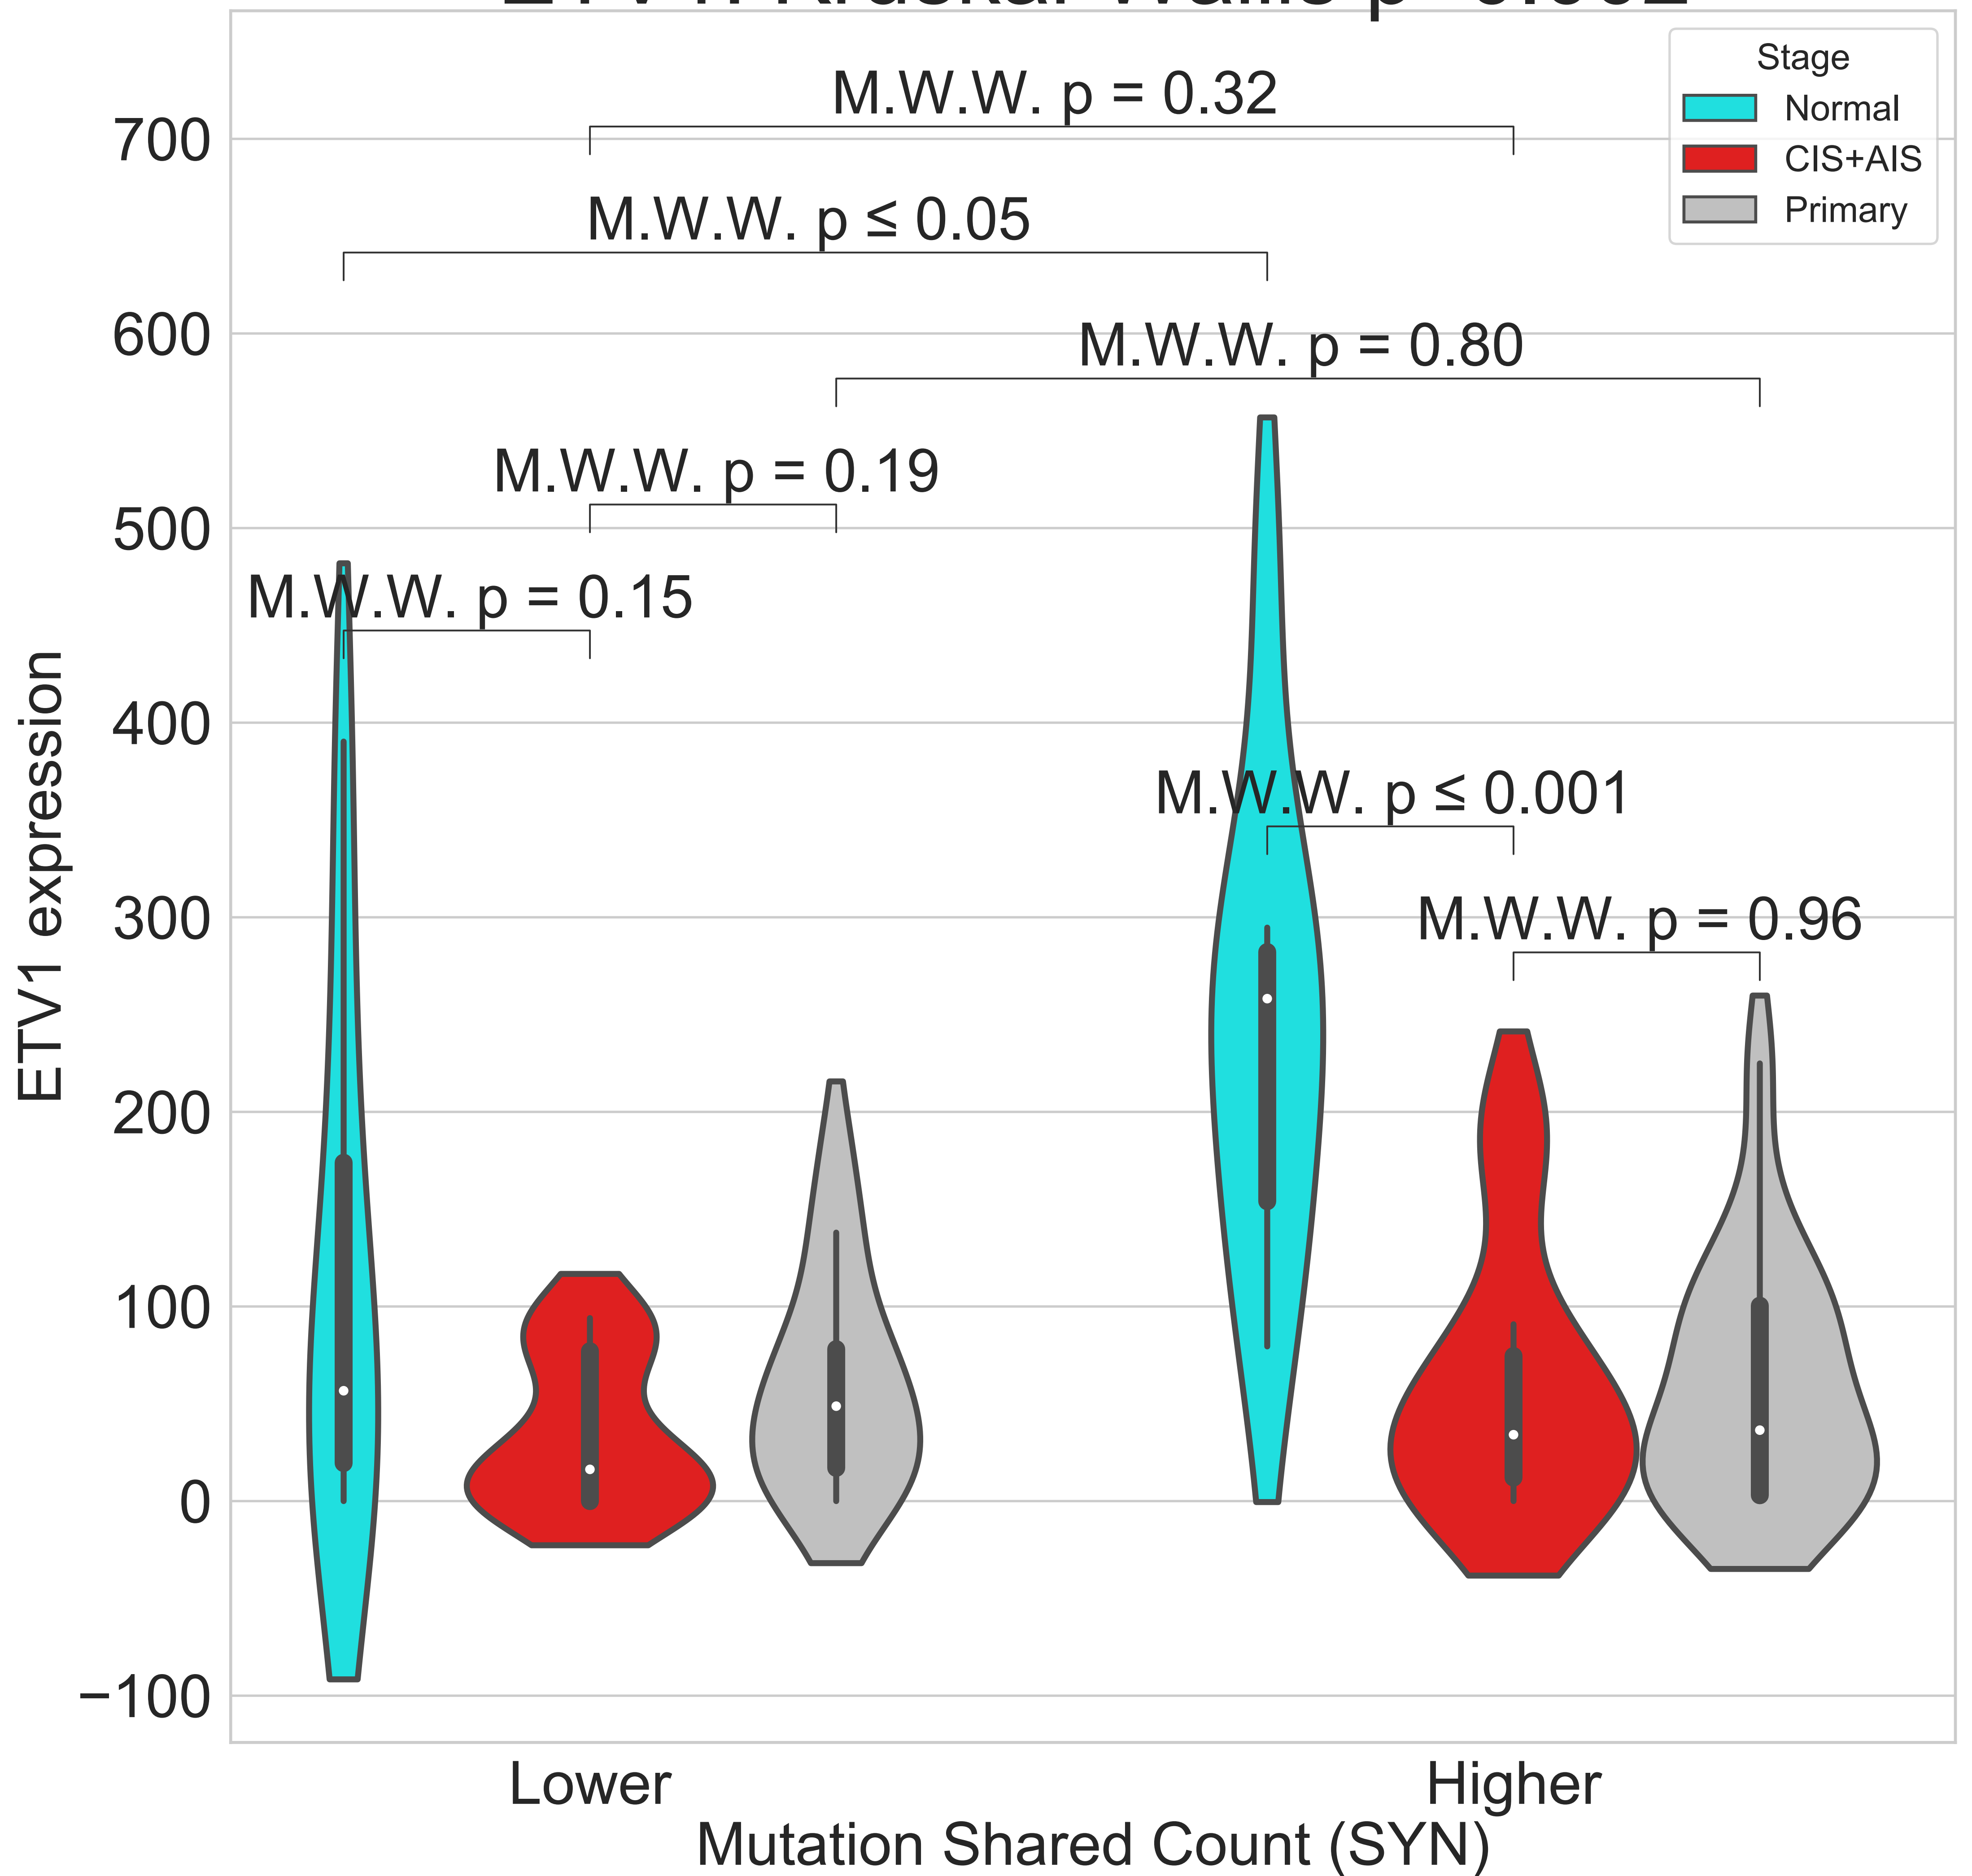 Stage
Normal
CIS+AIS
Primary
M.W.W. p = 0.32
M.W.W. p ≤ 0.05
M.W.W. p = 0.80
M.W.W. p = 0.19
M.W.W. p = 0.15
M.W.W. p ≤ 0.001
M.W.W. p = 0.96
700
600
500
400
300
200
100
0
−100
ETV1 expression
Lower
Higher
Mutation Shared Count (SYN)